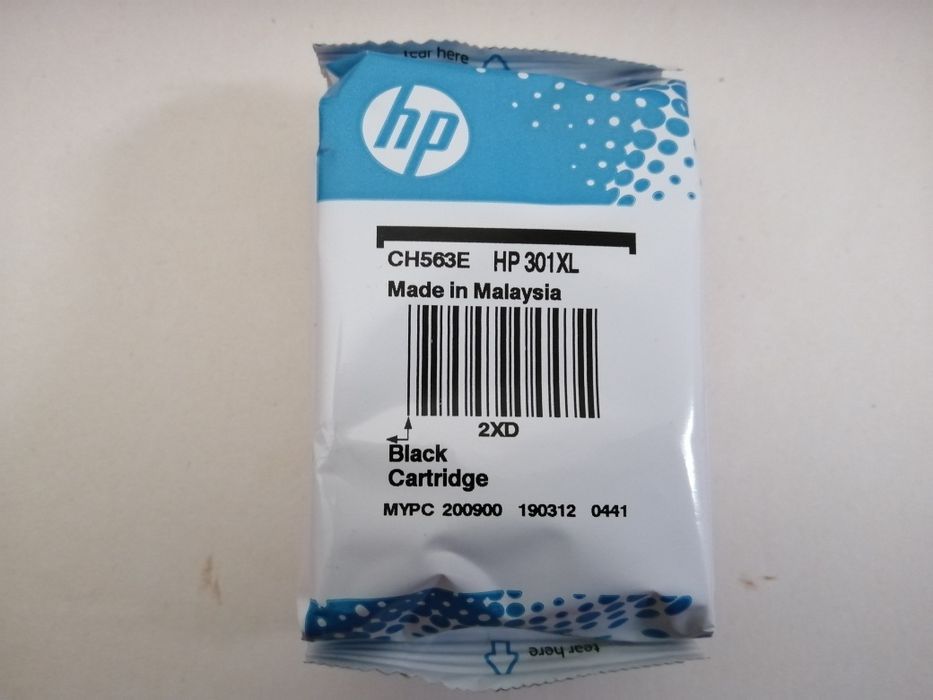 tear here
hp
CH563E HP 301XL
Made in Malaysia
2XD
Black
Cartridge
MYPC 200900 190312 0441
tear here